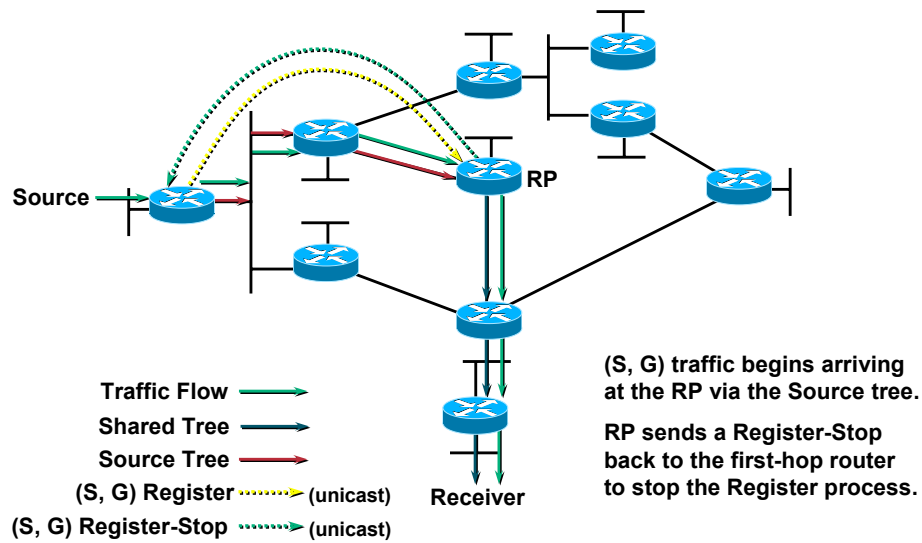 RP
Source
(S, G) traffic begins arriving
at the RP via the Source tree.
RP sends a Register-Stop
back to the first-hop router
to stop the Register process.
Traffic Flow
Shared Tree
Source Tree
(S, G) Register (unicast)
(S, G) Register-Stop (unicast)
Receiver